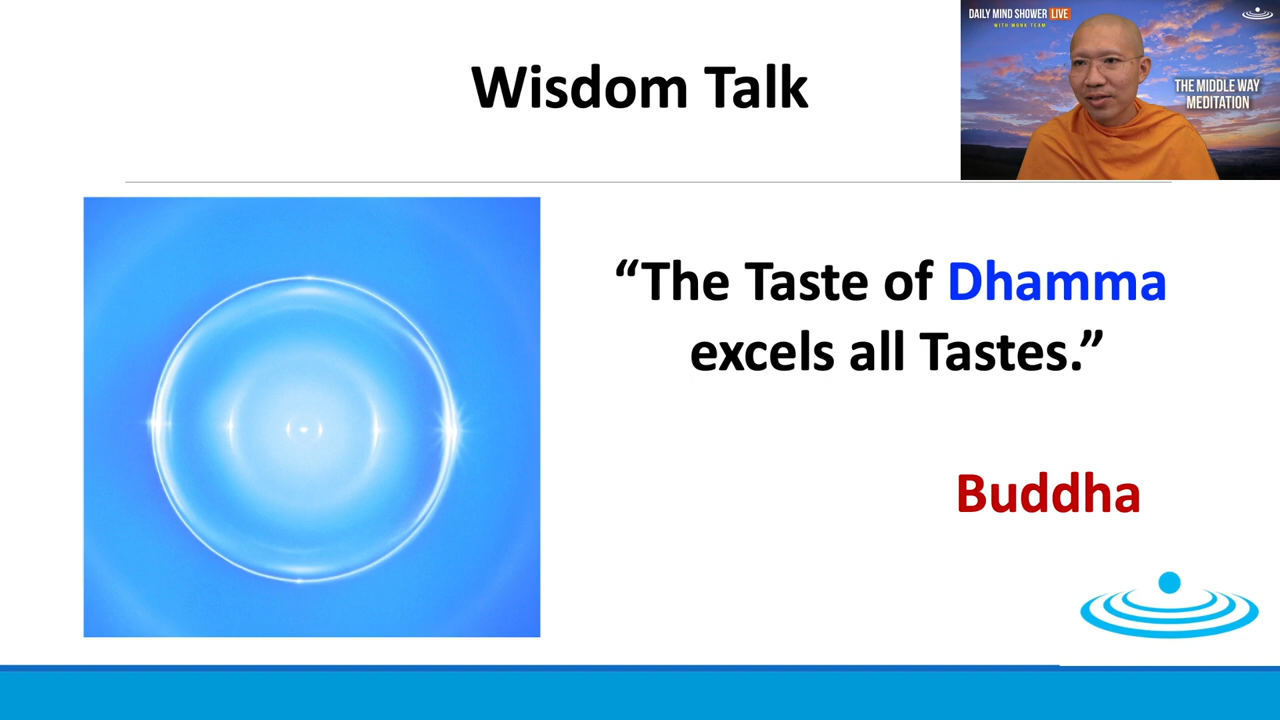 Wisdom Talk
DAILY MIND SHOWER LIVE
WITH MONK TEAM
THE MIDDLE WAY
MEDITATION
“The Taste of Dhamma
excels all Tastes.”
Buddha